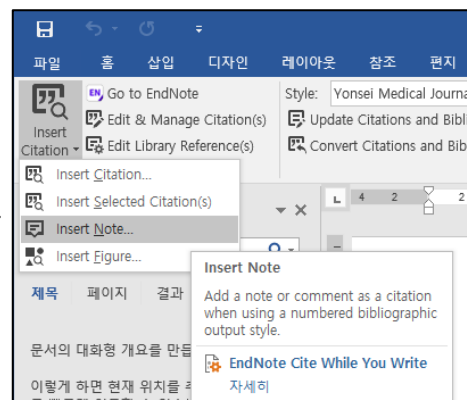 파일 홈 삽입 디자인 레이아웃 참조 편지
Insert
Citation
EN Go to EndNote
Edit & Manage Citation(s)
Edit Library Reference(s)
Style: Yonsei Medical Journa
Update Citations and Bibl
Convert Citations and Bib
Insert Citation...
Insert Selected Citation(s)
Insert Note...
Insert Figure...
L 4 2 2
제목 페이지 결과
문서의 대화형 개요를 만듭
이렇게 하면 현재 위치를
Insert Note
Add a note or comment as a citation
when using a numbered bibliographic
output style.
EndNote Cite While You Write
자세히